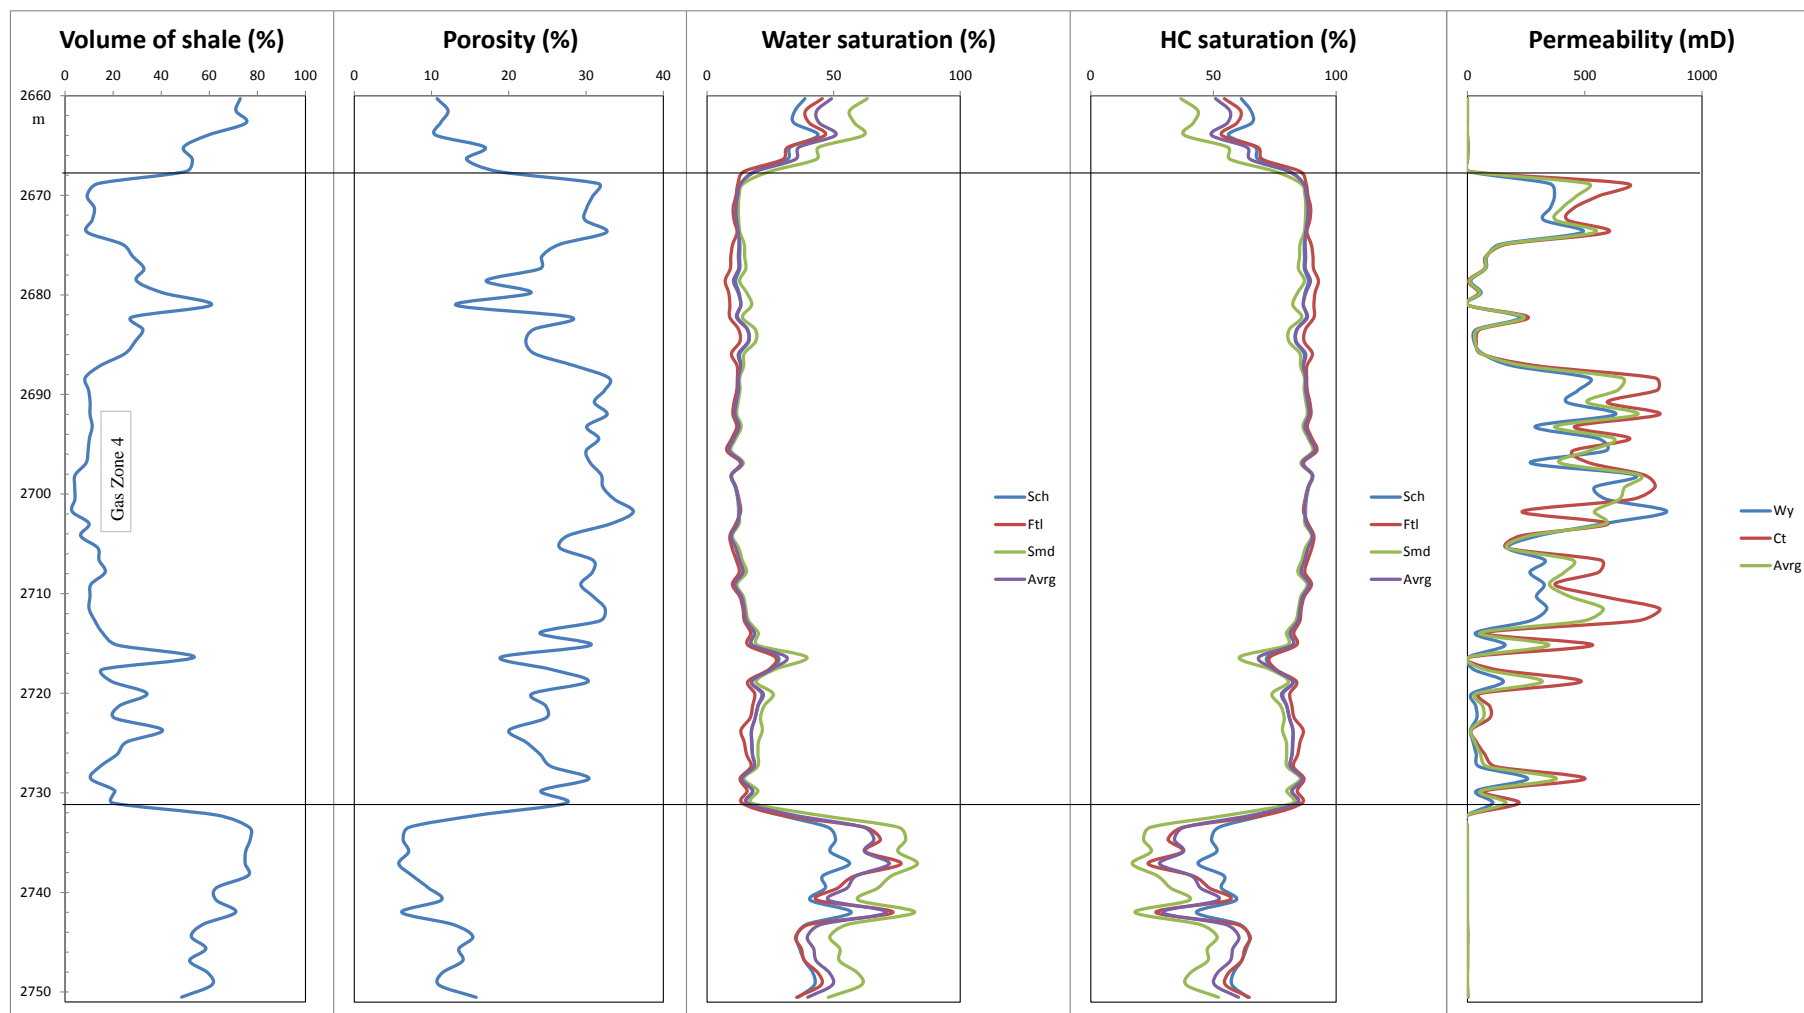 Volume of shale (%)
Porosity (%)
Water saturation (%)
HC saturation (%)
Permeability (mD)
0 20 40 60 80 100
0 10 20 30 40
0 50 100
0 50 100
0 500 1000
2660
m
2670
2680
2690
2700
2710
2720
2730
2740
2750
Gas Zone 4
Sch
Ftl
Smd
Avrg
Sch
Ftl
Smd
Avrg
Wy
Ct
Avrg